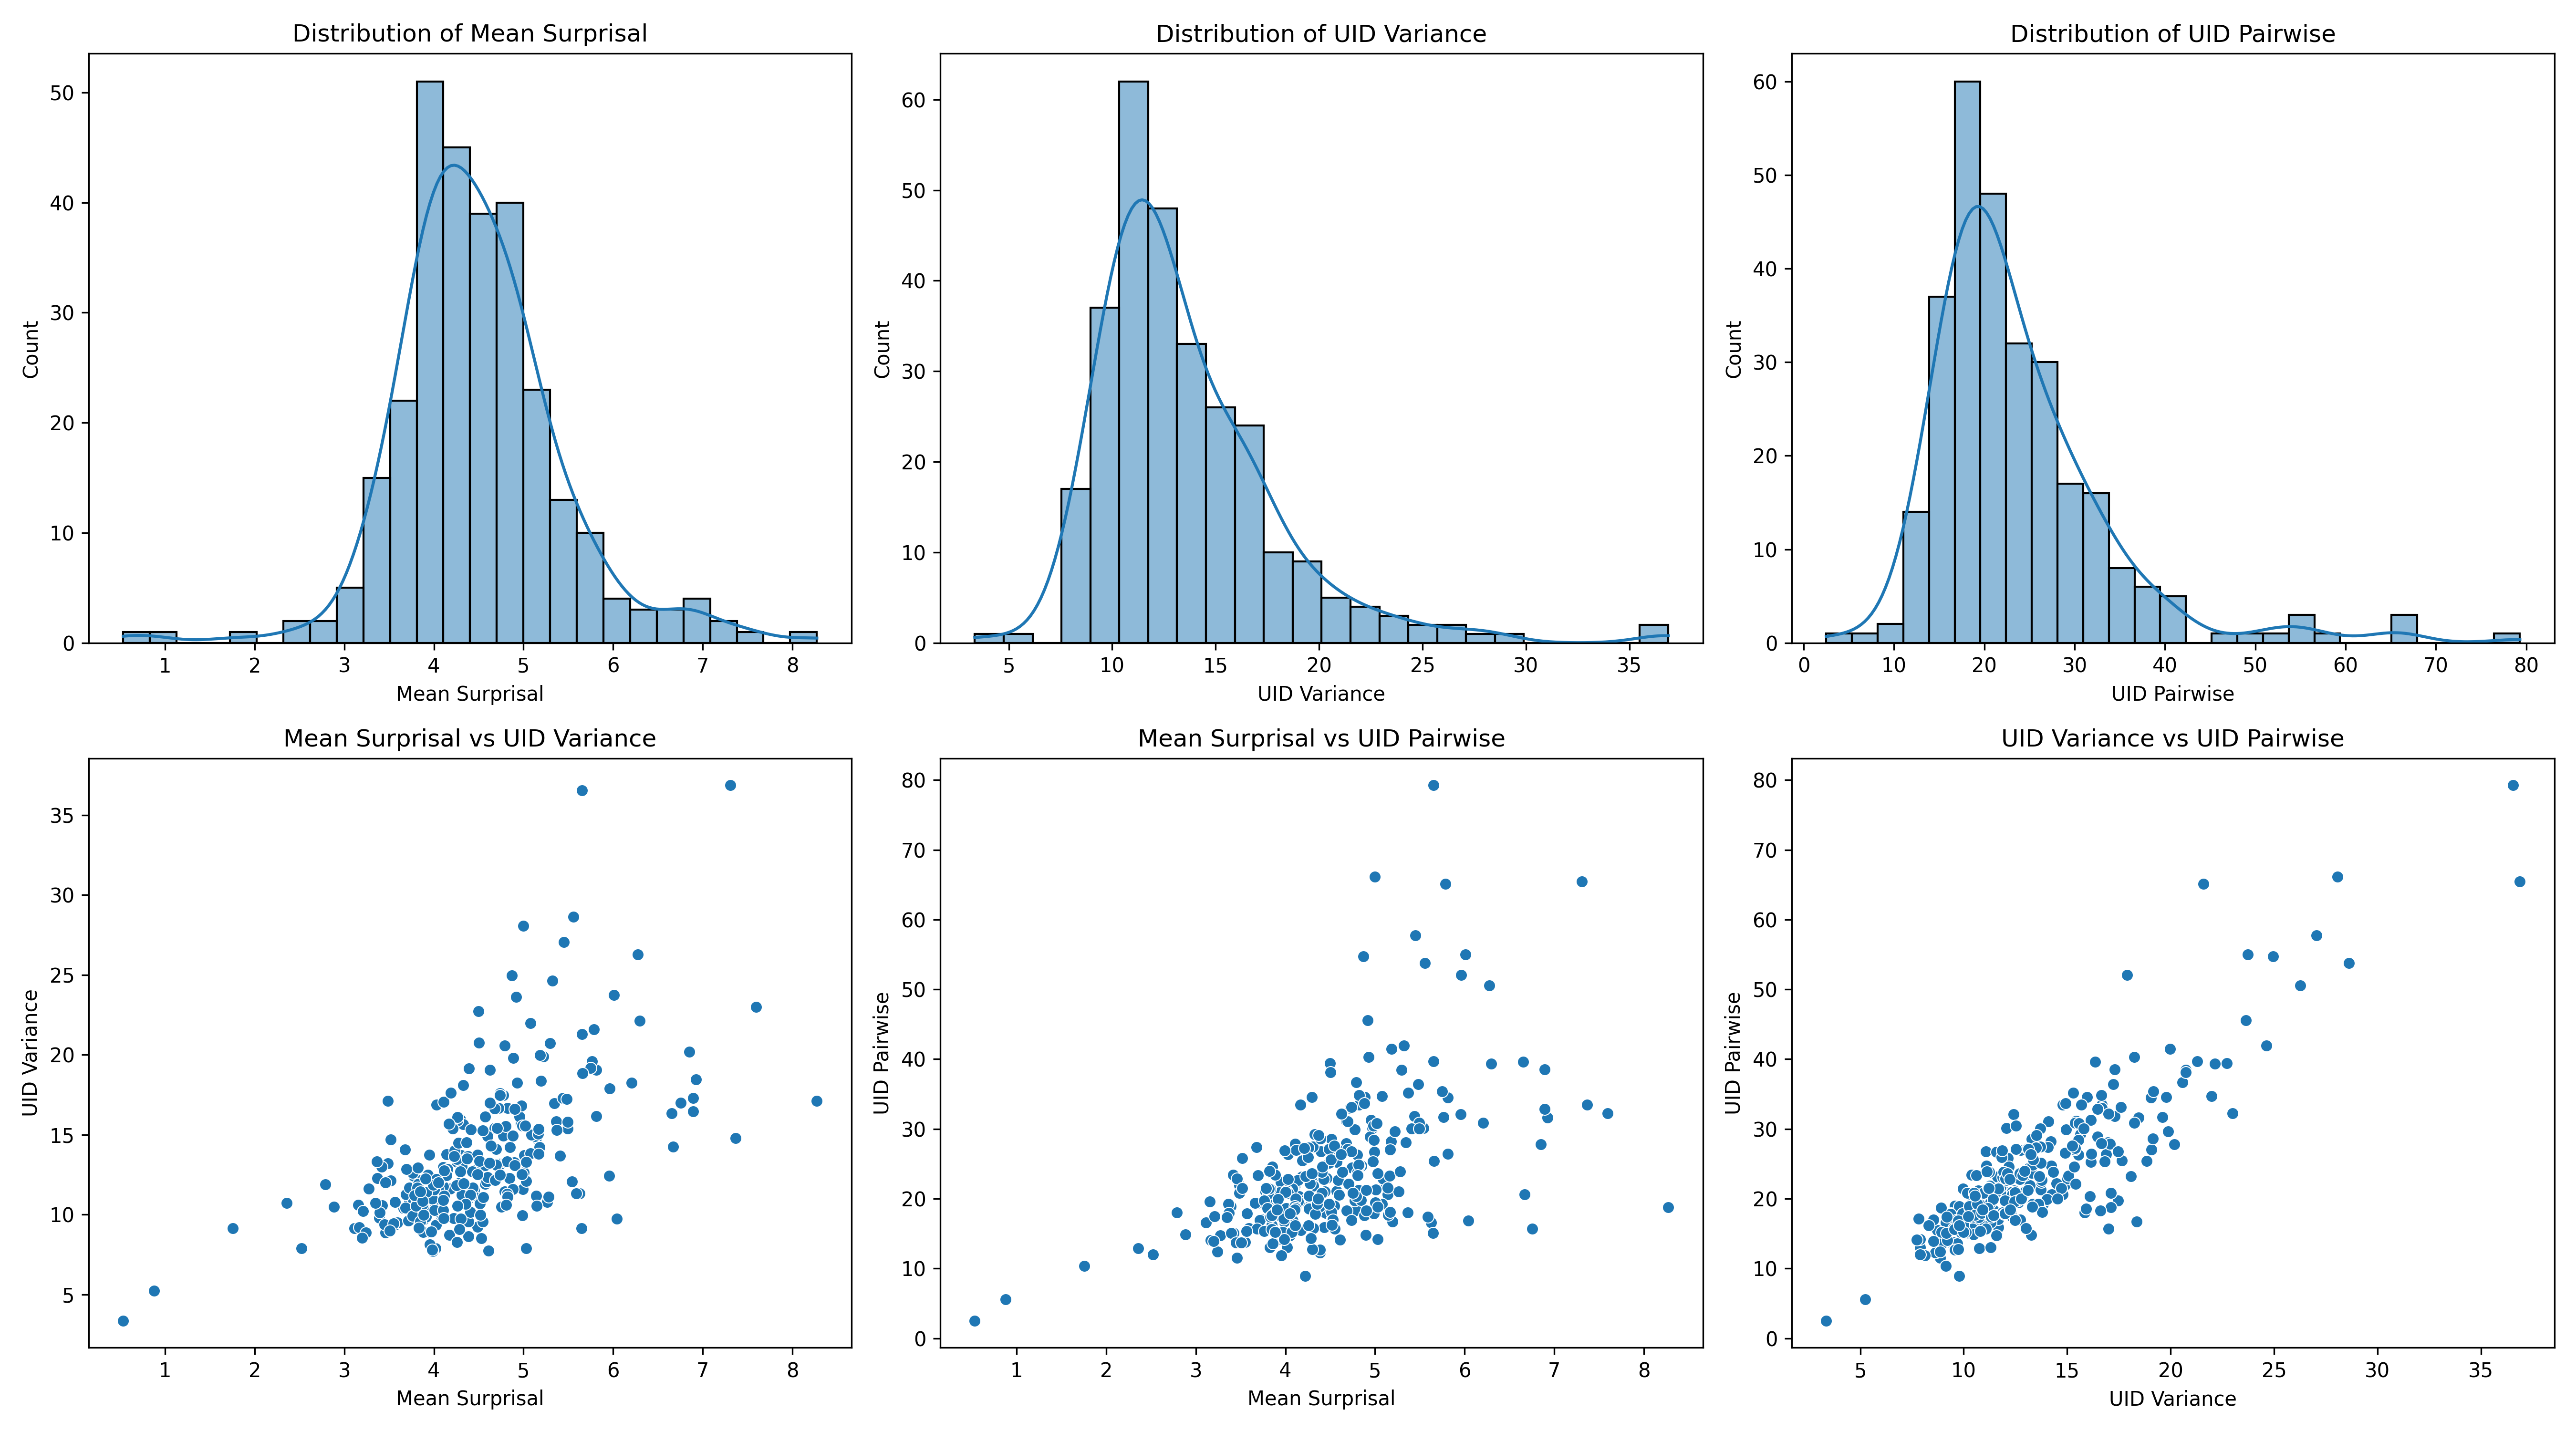 Distribution of Mean Surprisal
50
40
30
20
10
0
Count
1 2 3 4 5 6 7 8
Mean Surprisal
Distribution of UID Variance
60
50
40
30
20
10
0
Count
5 10 15 20 25 30 35
UID Variance
Distribution of UID Pairwise
60
50
40
30
20
10
0
Count
0 10 20 30 40 50 60 70 80
UID Pairwise
Mean Surprisal vs UID Variance
35
30
25
20
15
10
5
UID Variance
1 2 3 4 5 6 7 8
Mean Surprisal
Mean Surprisal vs UID Pairwise
80
70
60
50
40
30
20
10
0
UID Pairwise
1 2 3 4 5 6 7 8
Mean Surprisal
UID Variance vs UID Pairwise
80
70
60
50
40
30
20
10
0
UID Pairwise
5 10 15 20 25 30 35
UID Variance